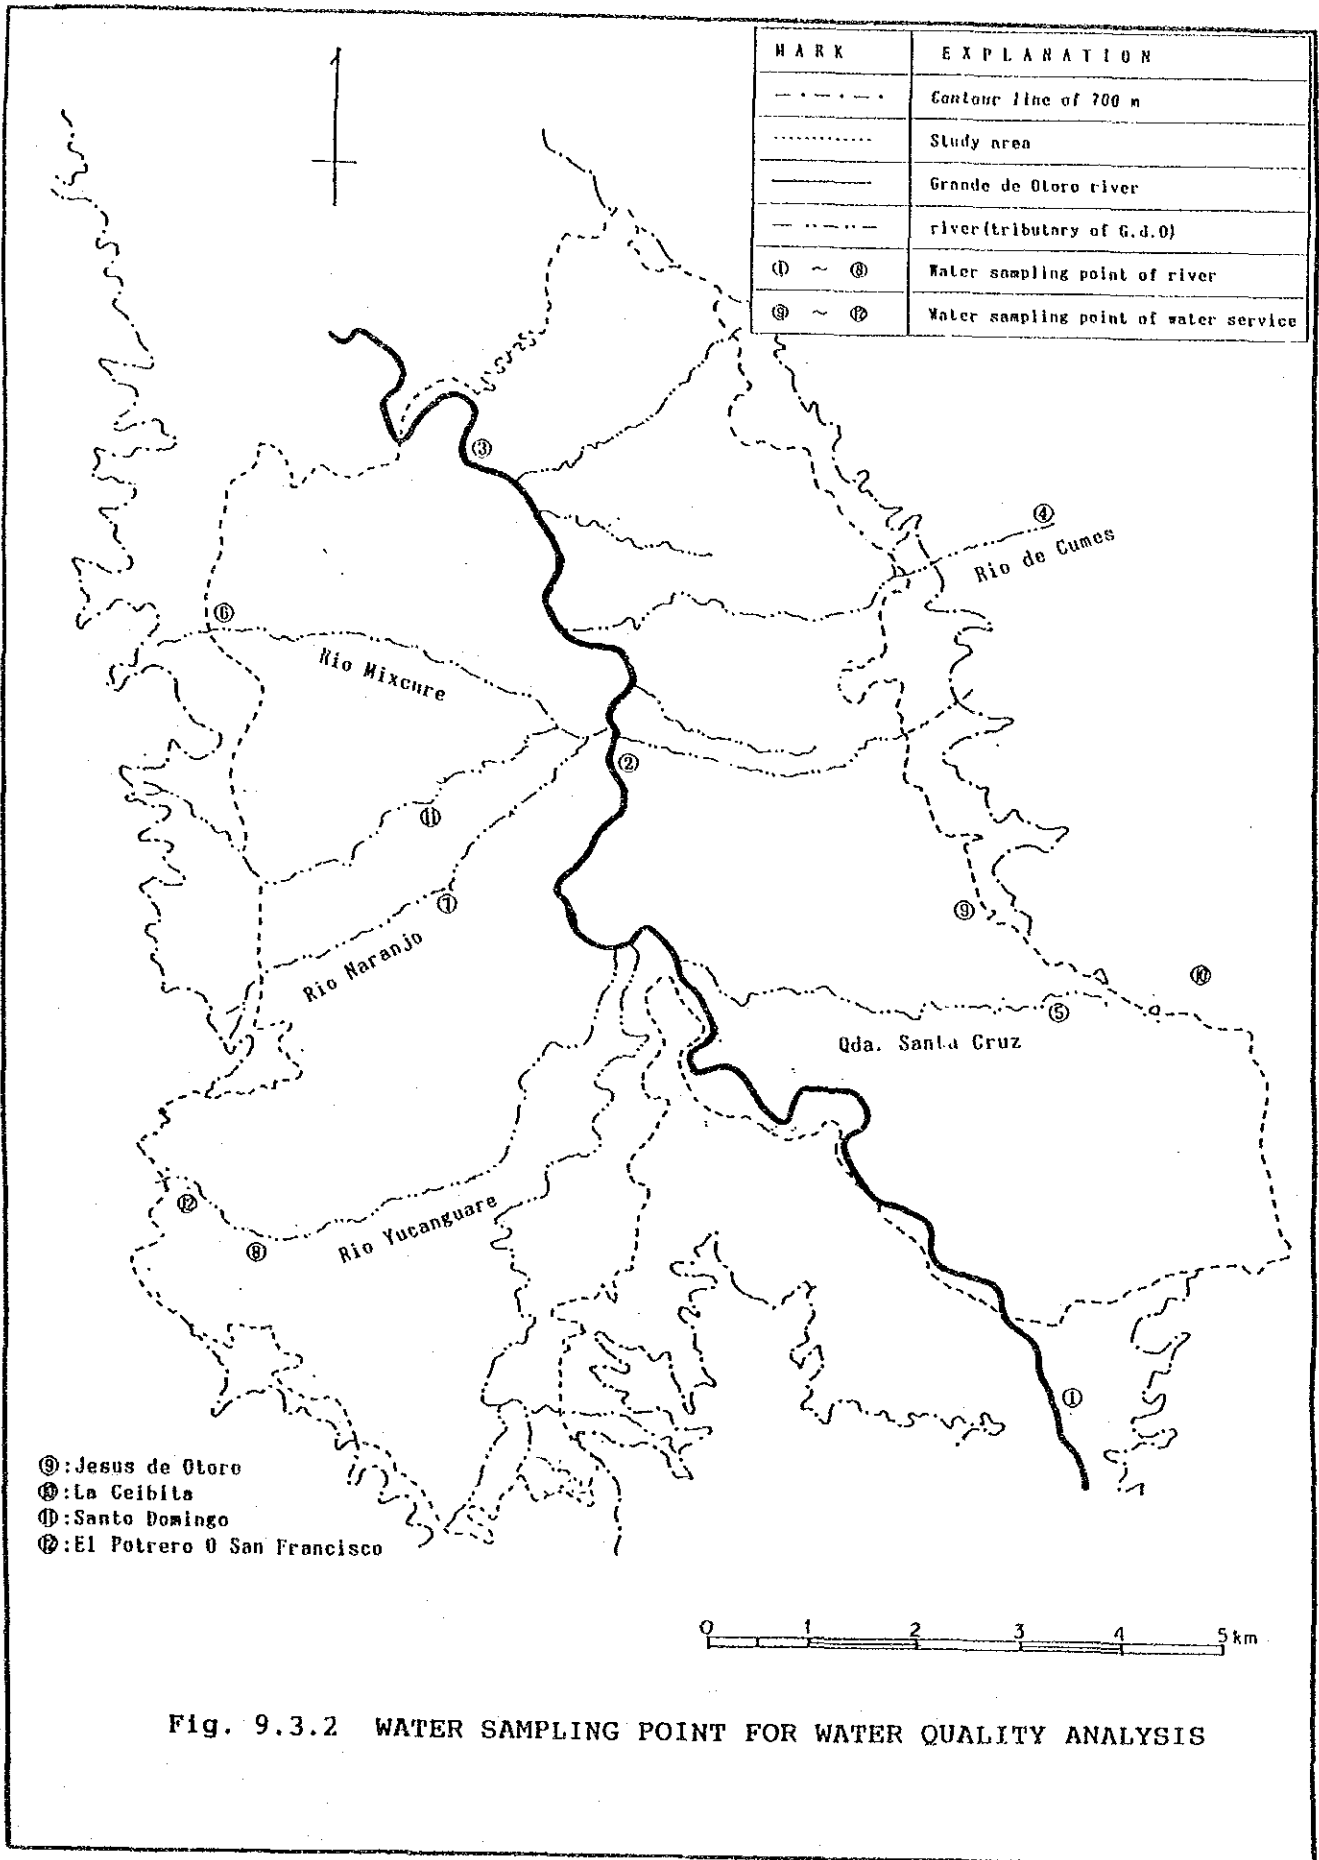 MARK EXPLANATION
Contour line of 700 m
Study area
Grande de Otoro river
river(tributary of G.d.O)
① ~ ⑧ Water sampling point of river
⑨ ~ ⑫ Water sampling point of water service
③
④
Rio de Cumes
⑥
Rio Mixcure
②
⑪
⑦
⑨
Rio Naranjo
⑩
⑤
Qda. Santa Cruz
⑫
⑧
Rio Yucanguare
①
⑨:Jesus de Otoro
⑩:La Ceibita
⑪:Santo Domingo
⑫:El Potrero O San Francisco
0 1 2 3 4 5 km
Fig. 9.3.2 WATER SAMPLING POINT FOR WATER QUALITY ANALYSIS